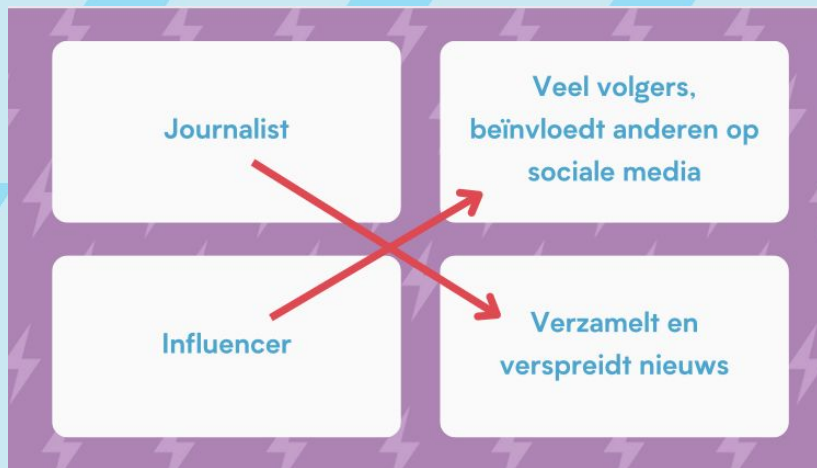 Journalist
Veel volgers,
beïnvloedt anderen op
sociale media
Influencer
Verzamelt en
verspreidt nieuws